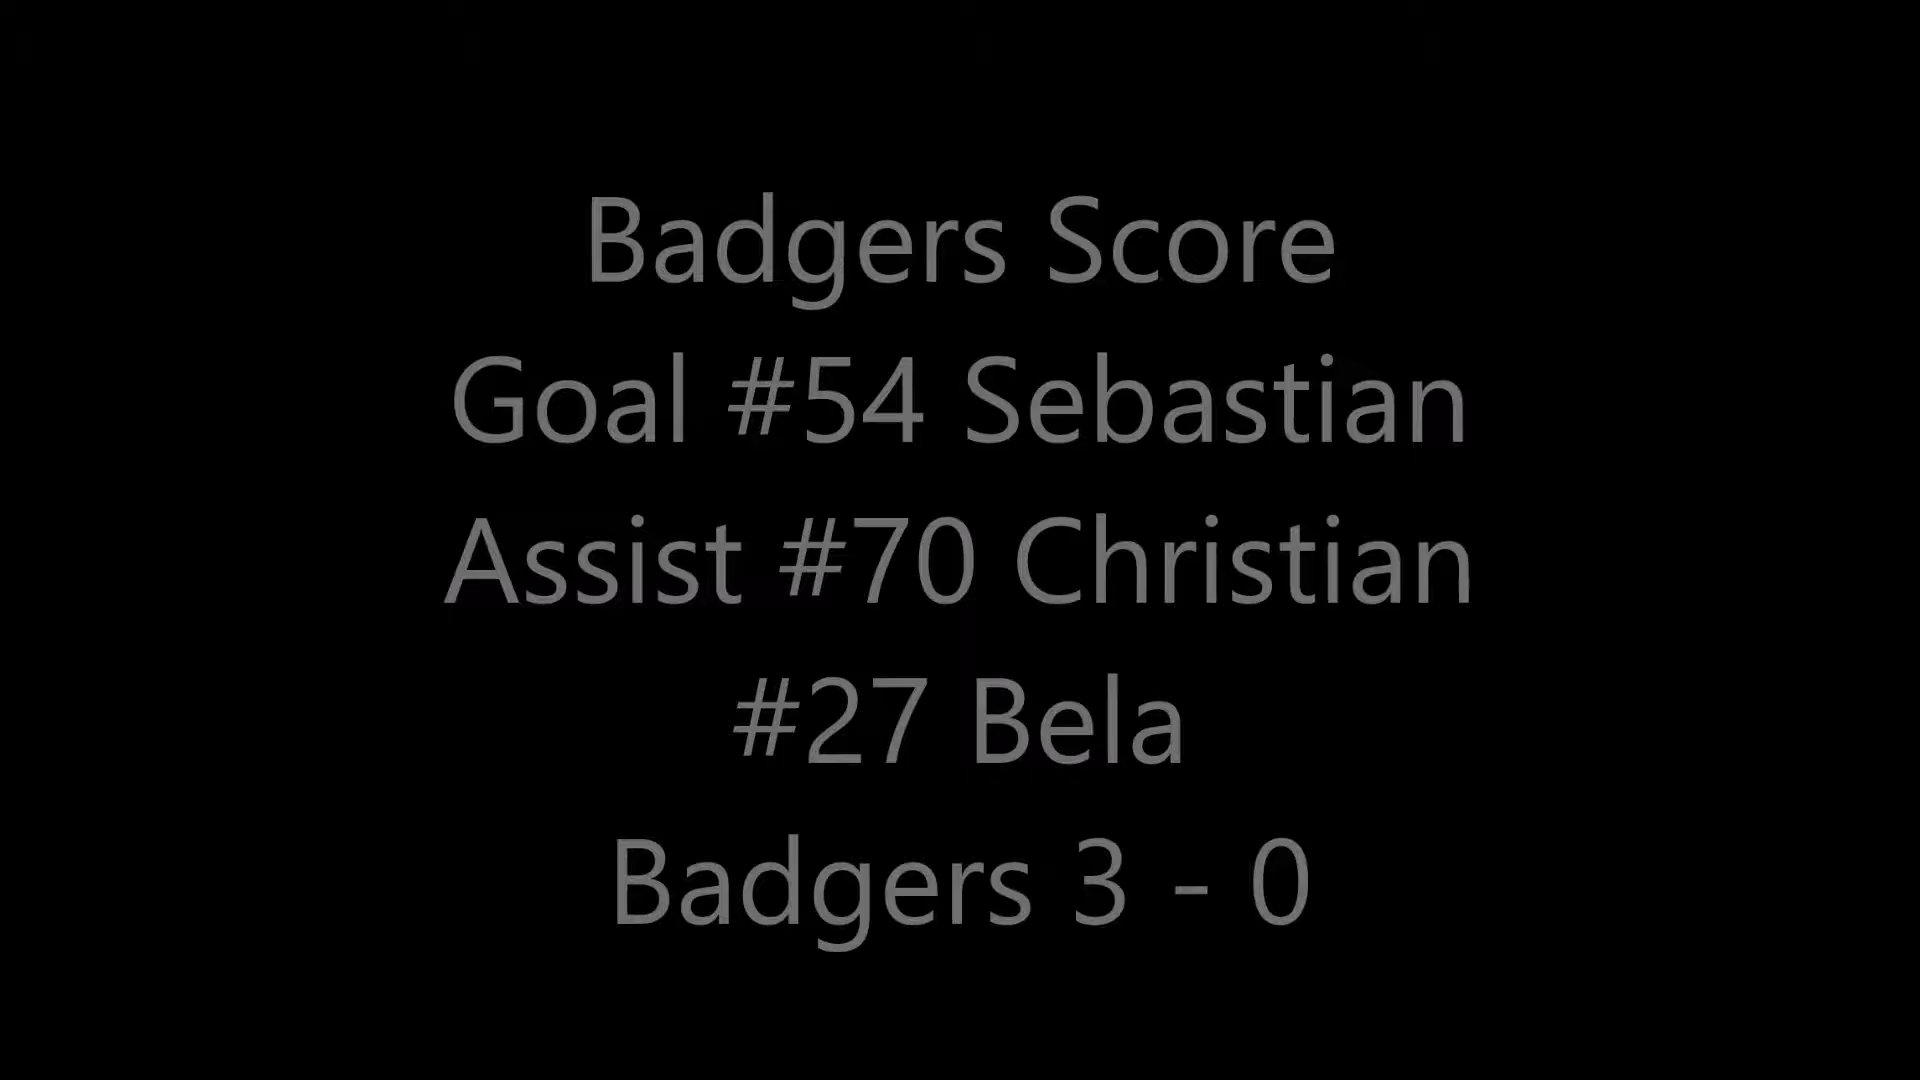 Badgers Score
Goal #54 Sebastian
Assist #70 Christian
#27 Bela
Badgers 3 - 0